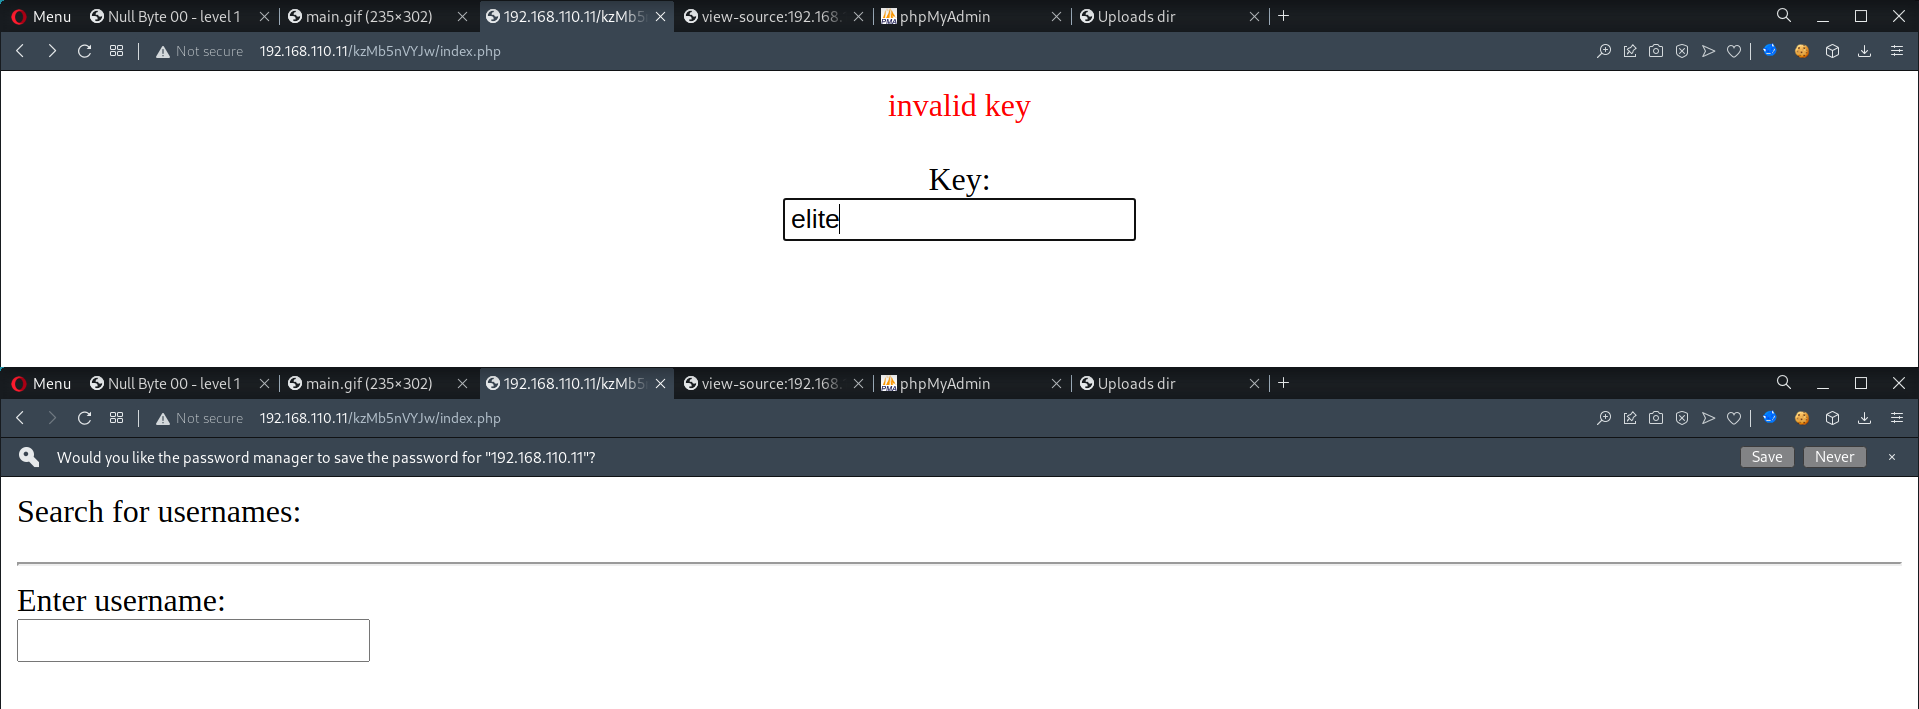 Menu Null Byte 00 - level 1 main.gif (235×302) 192.168.110.11/kzMb5 view-source:192.168. phpMyAdmin Uploads dir
Not secure 192.168.110.11/kzMb5nVYJw/index.php
invalid key
Key:
elite
Menu Null Byte 00 - level 1 main.gif (235×302) 192.168.110.11/kzMb5 view-source:192.168. phpMyAdmin Uploads dir
Not secure 192.168.110.11/kzMb5nVYJw/index.php
Would you like the password manager to save the password for "192.168.110.11"? Save Never
Search for usernames:
Enter username: